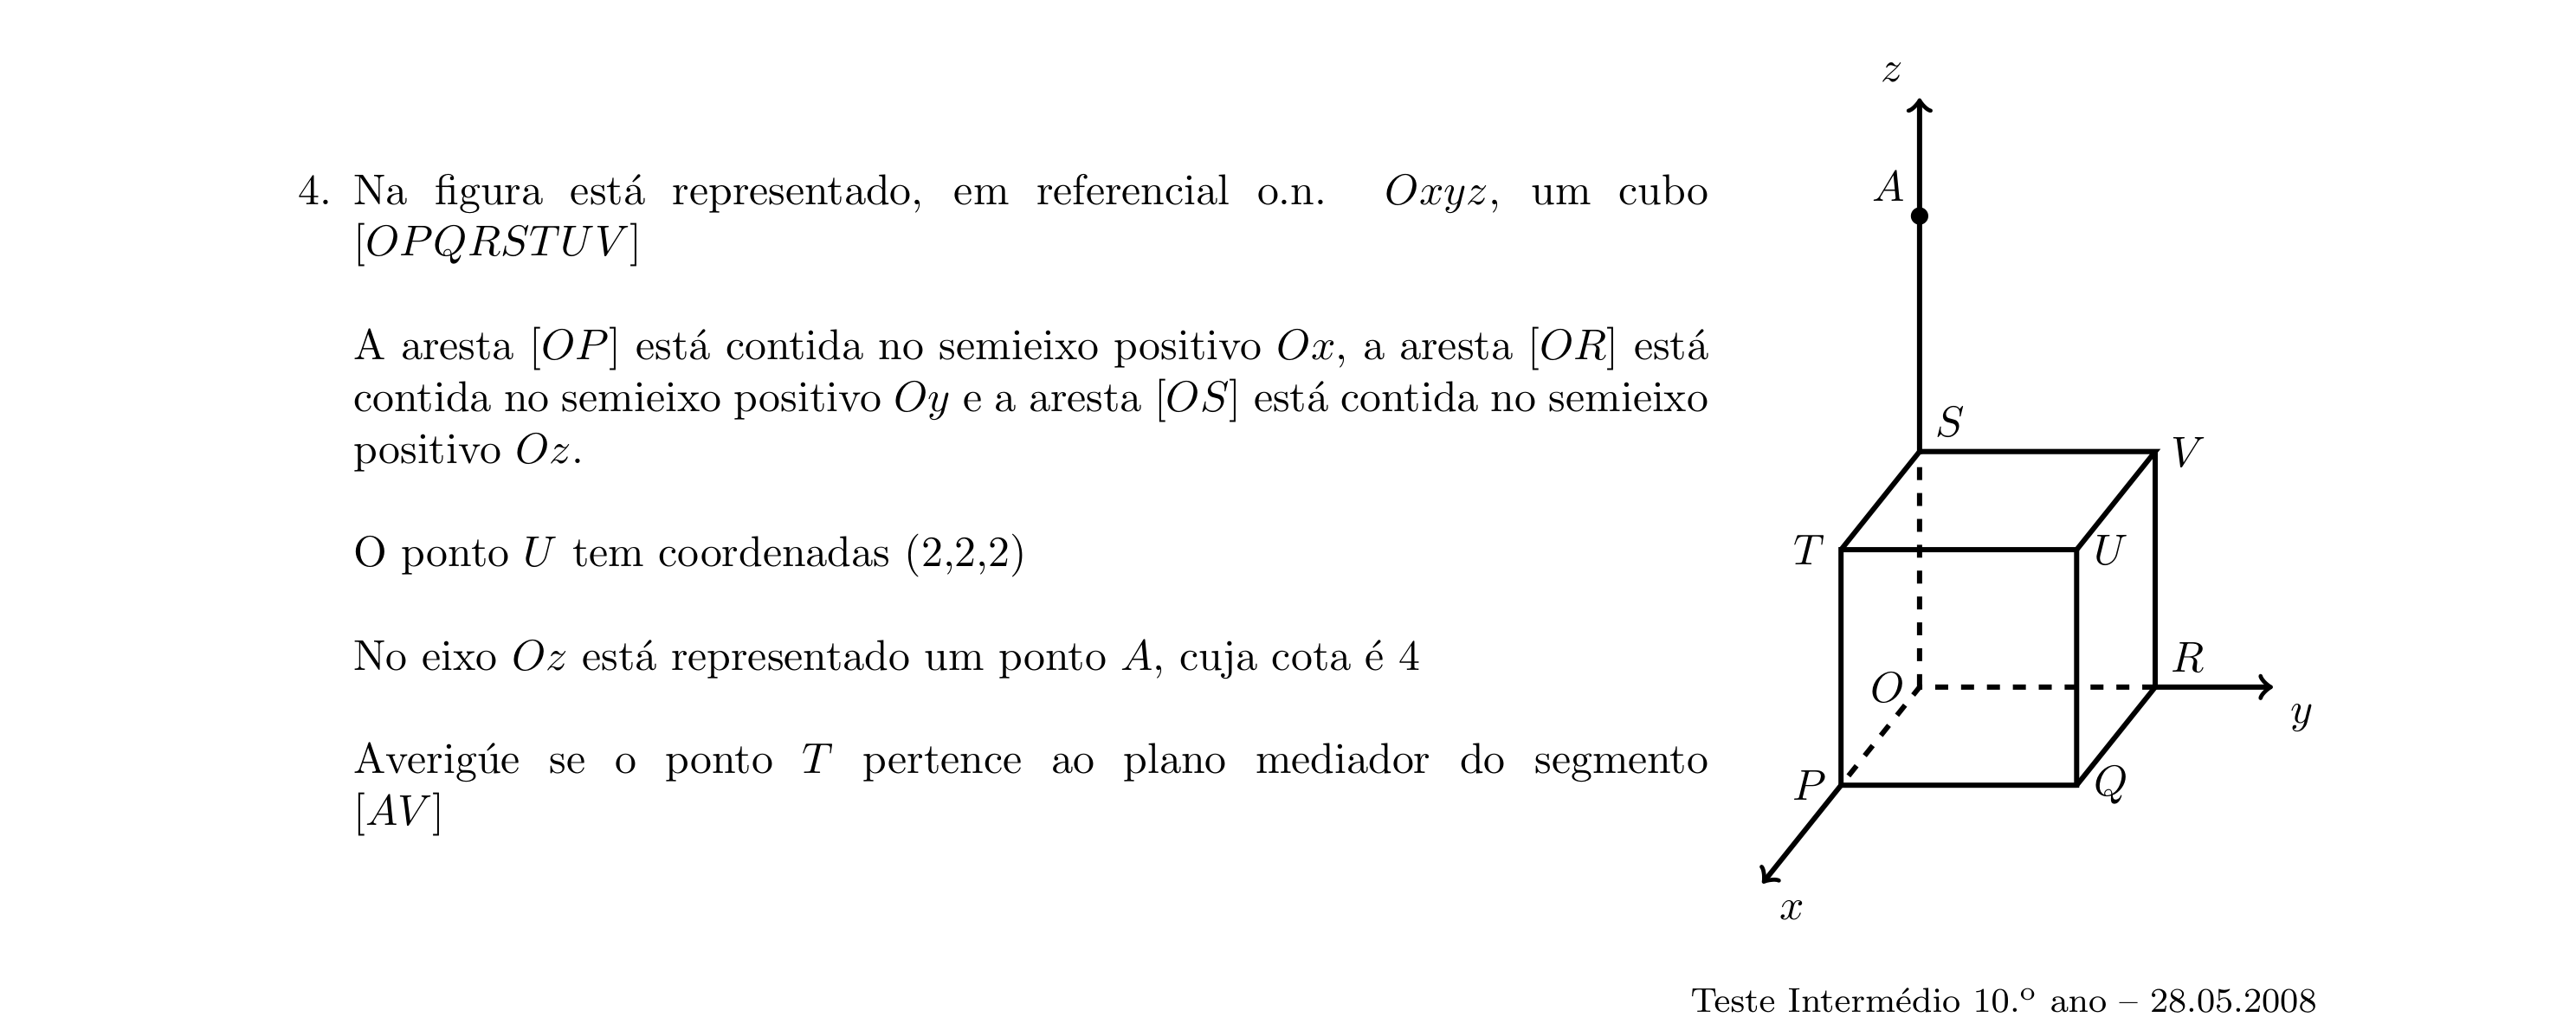 z
A
4. Na figura está representado, em referencial o.n. Oxyz, um cubo
[OPQRSTUV]
A aresta [OP] está contida no semieixo positivo Ox, a aresta [OR] está
contida no semieixo positivo Oy e a aresta [OS] está contida no semieixo
positivo Oz.
O ponto U tem coordenadas (2,2,2)
No eixo Oz está representado um ponto A, cuja cota é 4
Averigúe se o ponto T pertence ao plano mediador do segmento
[AV]
S
V
T
U
R
O
y
P
Q
x
Teste Intermédio 10.º ano – 28.05.2008